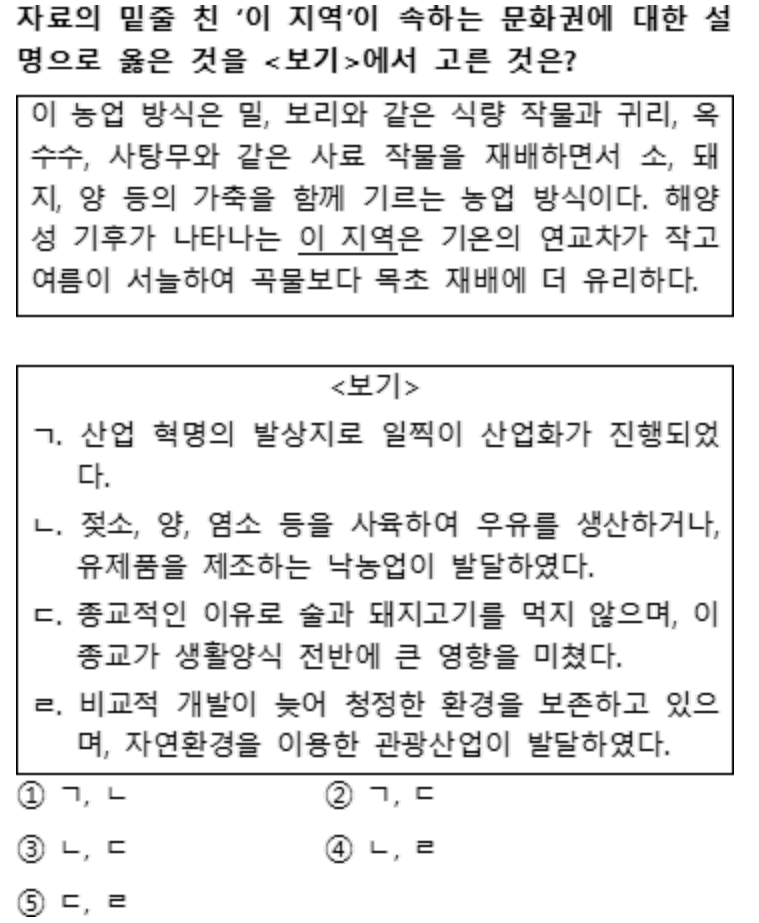 자료의 밑줄 친 ‘이 지역’이 속하는 문화권에 대한 설
명으로 옳은 것을 <보기>에서 고른 것은?
이 농업 방식은 밀, 보리와 같은 식량 작물과 귀리, 옥
수수, 사탕무와 같은 사료 작물을 재배하면서 소, 돼
지, 양 등의 가축을 함께 기르는 농업 방식이다. 해양
성 기후가 나타나는 이 지역은 기온의 연교차가 작고
여름이 서늘하여 곡물보다 목초 재배에 더 유리하다.
<보기>
ㄱ. 산업 혁명의 발상지로 일찍이 산업화가 진행되었
다.
ㄴ. 젖소, 양, 염소 등을 사육하여 우유를 생산하거나,
유제품을 제조하는 낙농업이 발달하였다.
ㄷ. 종교적인 이유로 술과 돼지고기를 먹지 않으며, 이
종교가 생활양식 전반에 큰 영향을 미쳤다.
ㄹ. 비교적 개발이 늦어 청정한 환경을 보존하고 있으
며, 자연환경을 이용한 관광산업이 발달하였다.
① ㄱ, ㄴ ② ㄱ, ㄷ
③ ㄴ, ㄷ ④ ㄴ, ㄹ
⑤ ㄷ, ㄹ